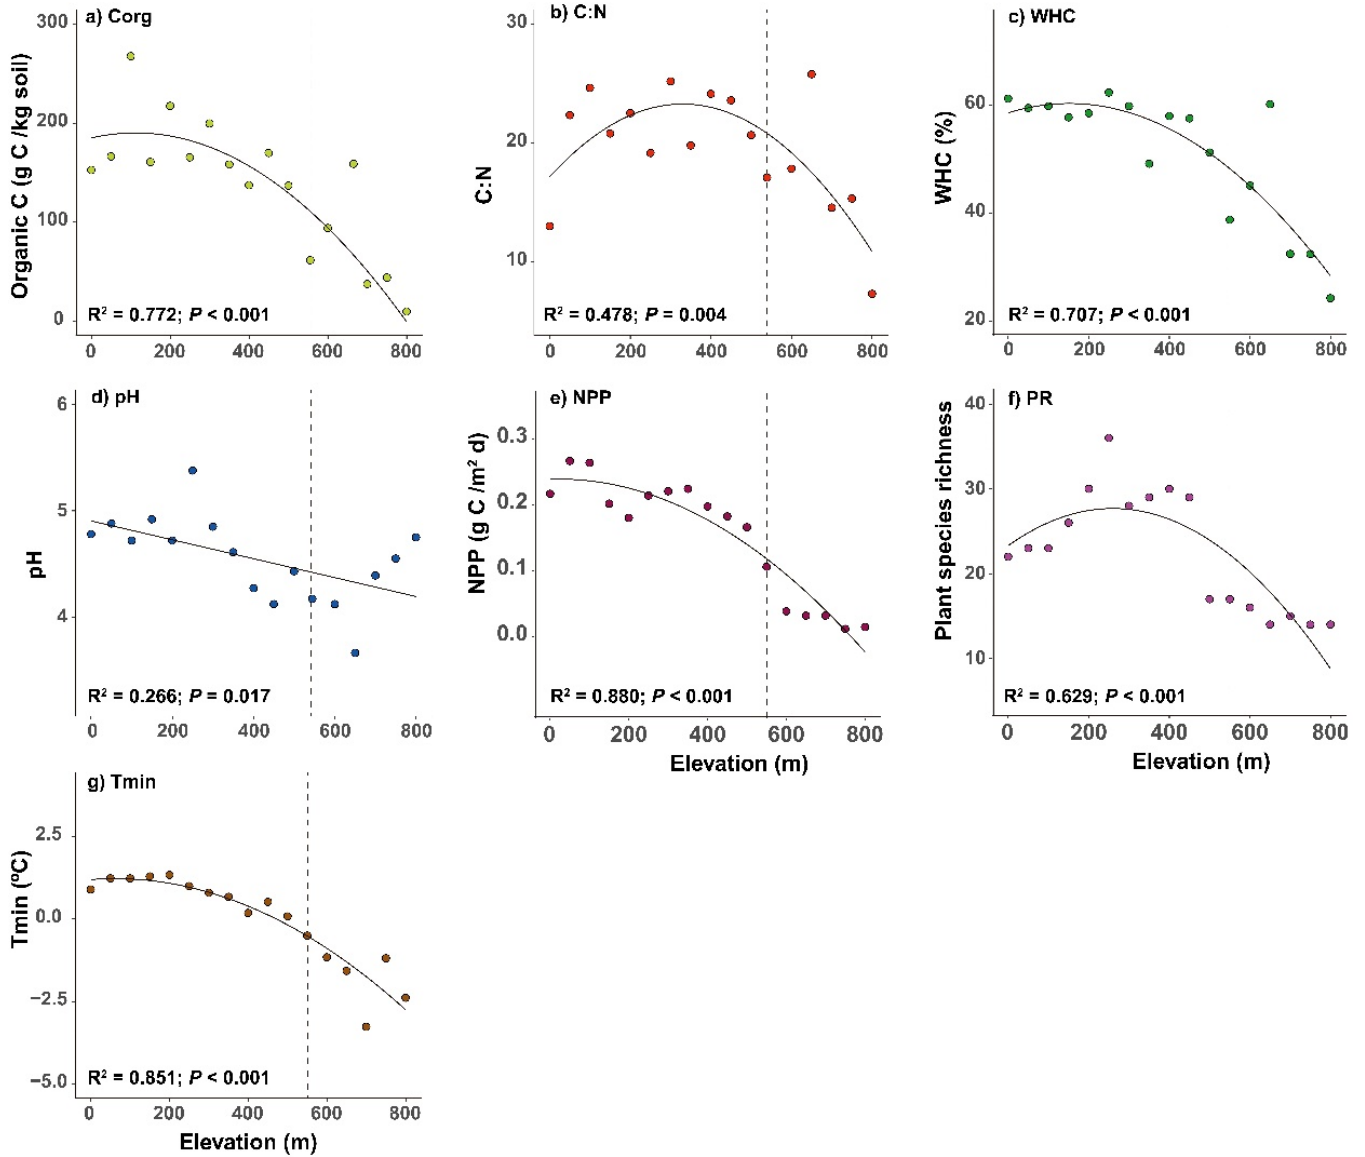 a) Corg
Organic C (g C /kg soil)
300
200
100
0
R² = 0.772; P < 0.001
0 200 400 600 800
b) C:N
C:N
30
20
10
R² = 0.478; P = 0.004
0 200 400 600 800
c) WHC
WHC (%)
60
40
20
R² = 0.707; P < 0.001
0 200 400 600 800
d) pH
pH
6
5
4
R² = 0.266; P = 0.017
0 200 400 600 800
e) NPP
NPP (g C /m² d)
0.3
0.2
0.1
0.0
R² = 0.880; P < 0.001
0 200 400 600 800
Elevation (m)
f) PR
Plant species richness
40
30
20
10
R² = 0.629; P < 0.001
0 200 400 600 800
Elevation (m)
g) Tmin
Tmin (ºC)
2.5
0.0
−2.5
−5.0
R² = 0.851; P < 0.001
0 200 400 600 800
Elevation (m)